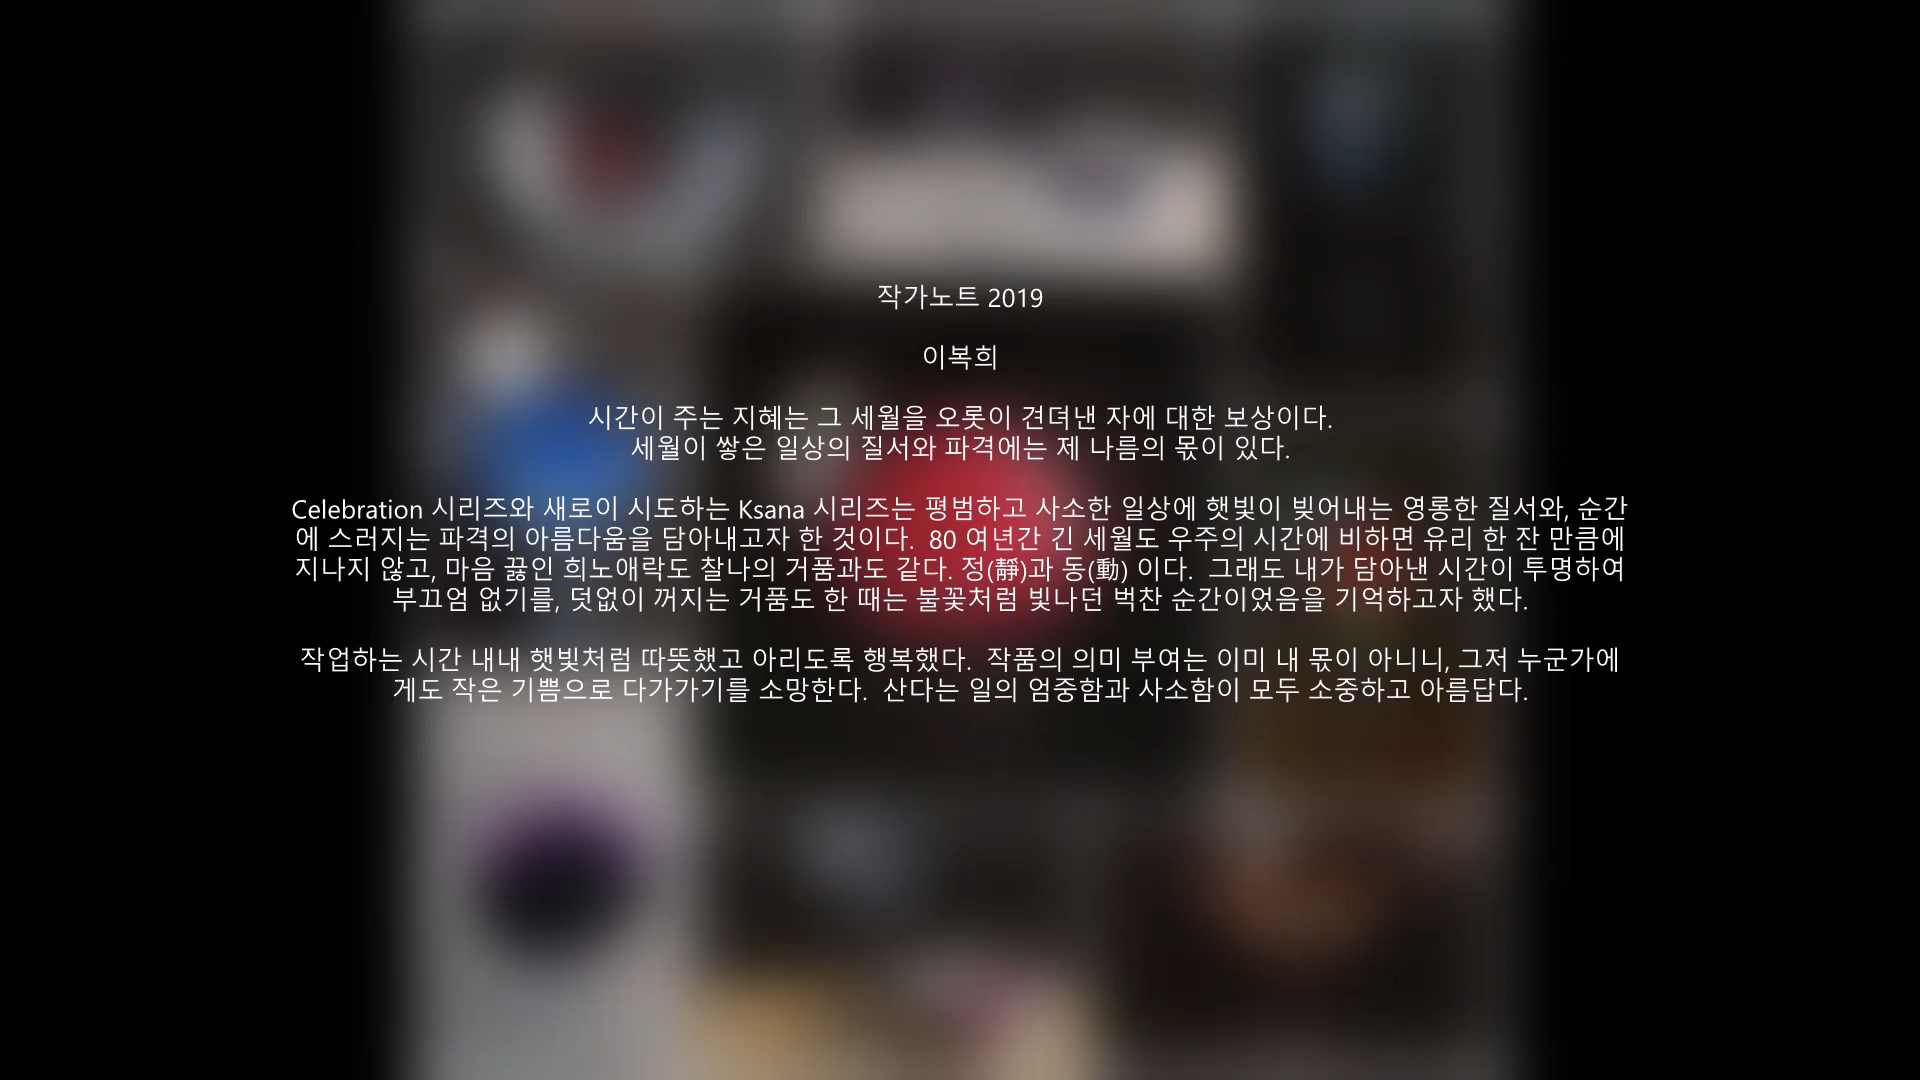 작가노트 2019
이복희
시간이 주는 지혜는 그 세월을 오롯이 견뎌낸 자에 대한 보상이다.
세월이 쌓은 일상의 질서와 파격에는 제 나름의 몫이 있다.
Celebration 시리즈와 새로이 시도하는 Ksana 시리즈는 평범하고 사소한 일상에 햇빛이 빚어내는 영롱한 질서와, 순간
에 스러지는 파격의 아름다움을 담아내고자 한 것이다.  80 여년간 긴 세월도 우주의 시간에 비하면 유리 한 잔 만큼에
지나지 않고, 마음 끓인 희노애락도 찰나의 거품과도 같다. 정(靜)과 동(動) 이다.  그래도 내가 담아낸 시간이 투명하여
부끄엄 없기를, 덧없이 꺼지는 거품도 한 때는 불꽃처럼 빛나던 벅찬 순간이었음을 기억하고자 했다.
작업하는 시간 내내 햇빛처럼 따뜻했고 아리도록 행복했다.  작품의 의미 부여는 이미 내 몫이 아니니, 그저 누군가에
게도 작은 기쁨으로 다가가기를 소망한다.  산다는 일의 엄중함과 사소함이 모두 소중하고 아름답다.